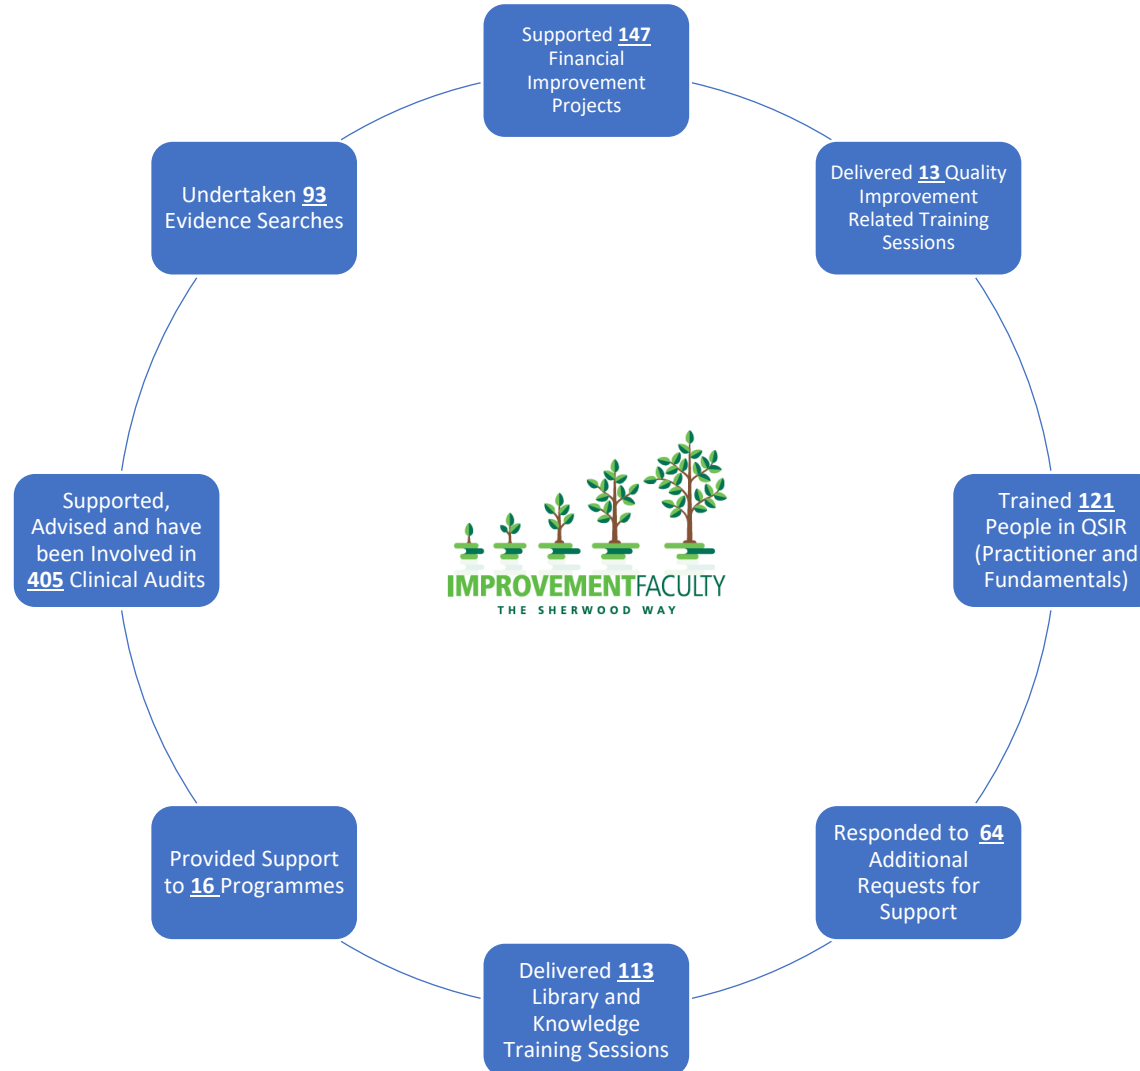 Supported 147
Financial
Improvement
Projects
Delivered 13 Quality
Improvement
Related Training
Sessions
Trained 121
People in QSIR
(Practitioner and
Fundamentals)
Responded to 64
Additional
Requests for
Support
Delivered 113
Library and
Knowledge
Training Sessions
Provided Support
to 16 Programmes
Supported,
Advised and have
been Involved in
405 Clinical Audits
Undertaken 93
Evidence Searches
IMPROVEMENTFACULTY
THE SHERWOOD WAY